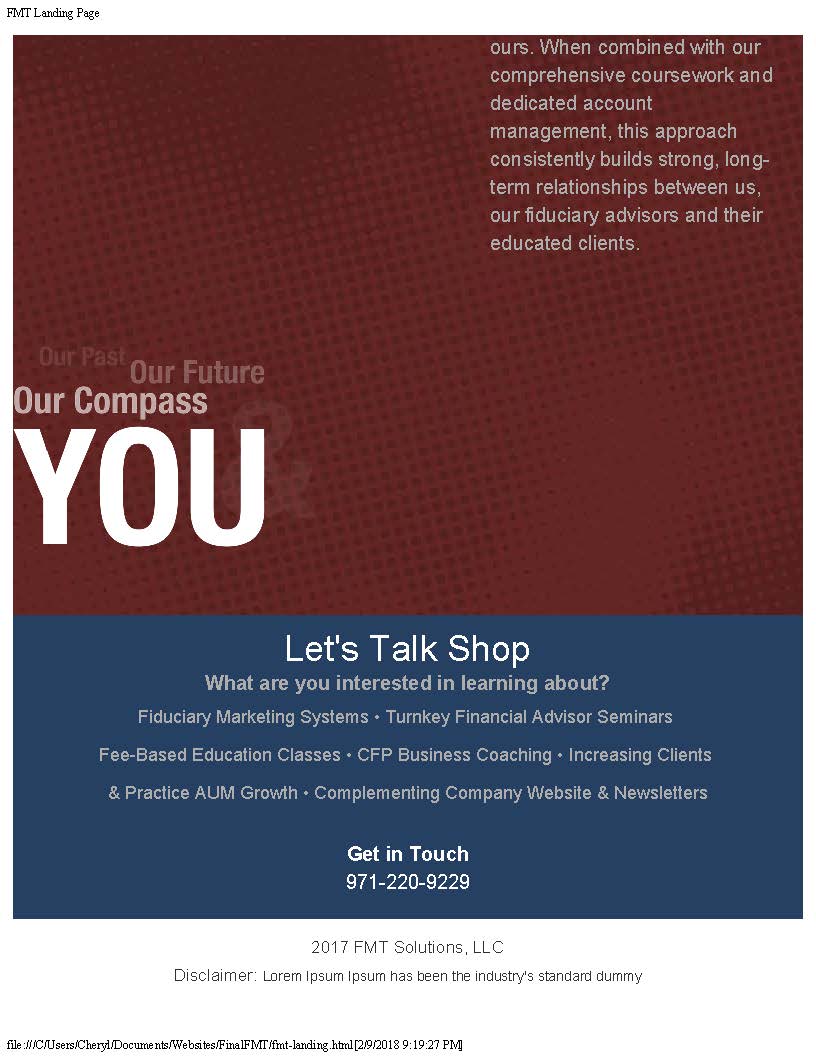 FMT Landing Page
ours. When combined with our
comprehensive coursework and
dedicated account
management, this approach
consistently builds strong, long-
term relationships between us,
our fiduciary advisors and their
educated clients.
Our Past
Our Future
Our Compass
&
YOU
Let's Talk Shop
What are you interested in learning about?
Fiduciary Marketing Systems • Turnkey Financial Advisor Seminars
Fee-Based Education Classes • CFP Business Coaching • Increasing Clients
& Practice AUM Growth • Complementing Company Website & Newsletters
Get in Touch
971-220-9229
2017 FMT Solutions, LLC
Disclaimer: Lorem Ipsum Ipsum has been the industry's standard dummy
file:///C/Users/Cheryl/Documents/Websites/FinalFMT/fmt-landing.html[2/9/2018 9:19:27 PM]